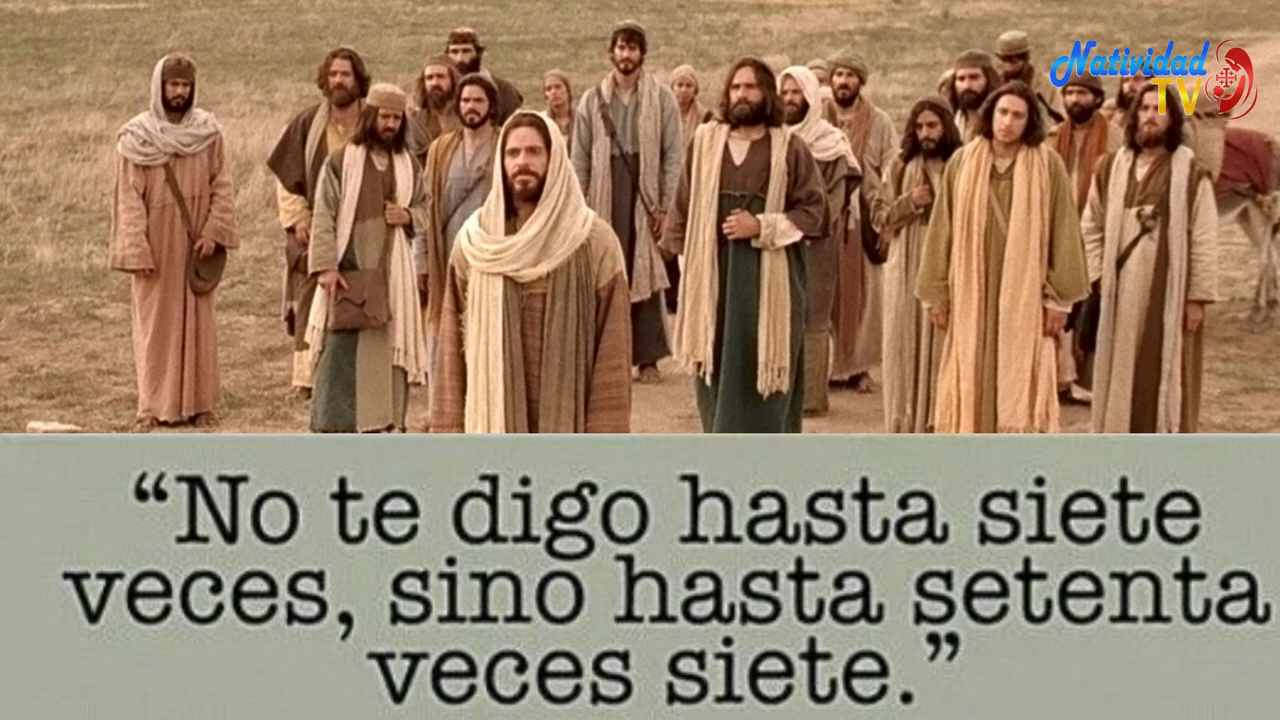 Natividad
TV
“No te digo hasta siete
veces, sino hasta setenta
veces siete.”